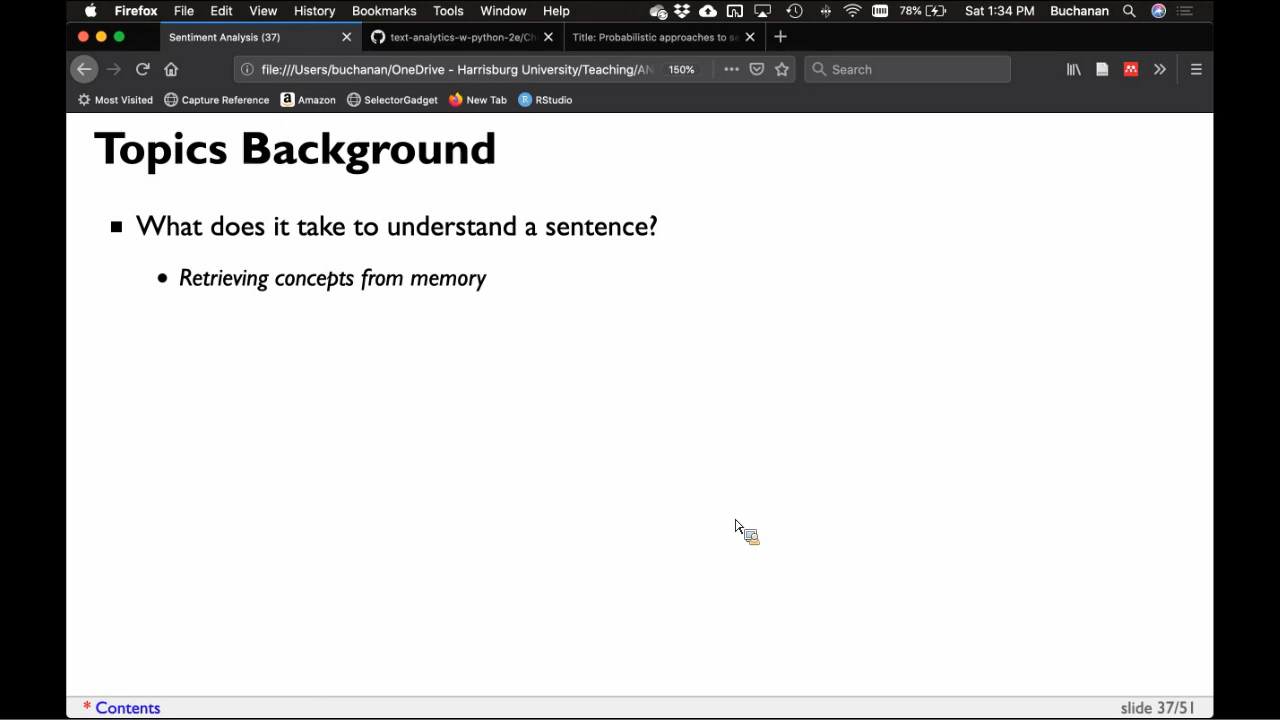 Firefox File Edit View History Bookmarks Tools Window Help 78% Sat 1:34 PM Buchanan
Sentiment Analysis (37) text-analytics-w-python-2e/Ch Title: Probabilistic approaches to se
file:///Users/buchanan/OneDrive - Harrisburg University/Teaching/AN 150% Search
Most Visited Capture Reference Amazon SelectorGadget New Tab RStudio
Topics Background
What does it take to understand a sentence?
Retrieving concepts from memory
* Contents slide 37/51